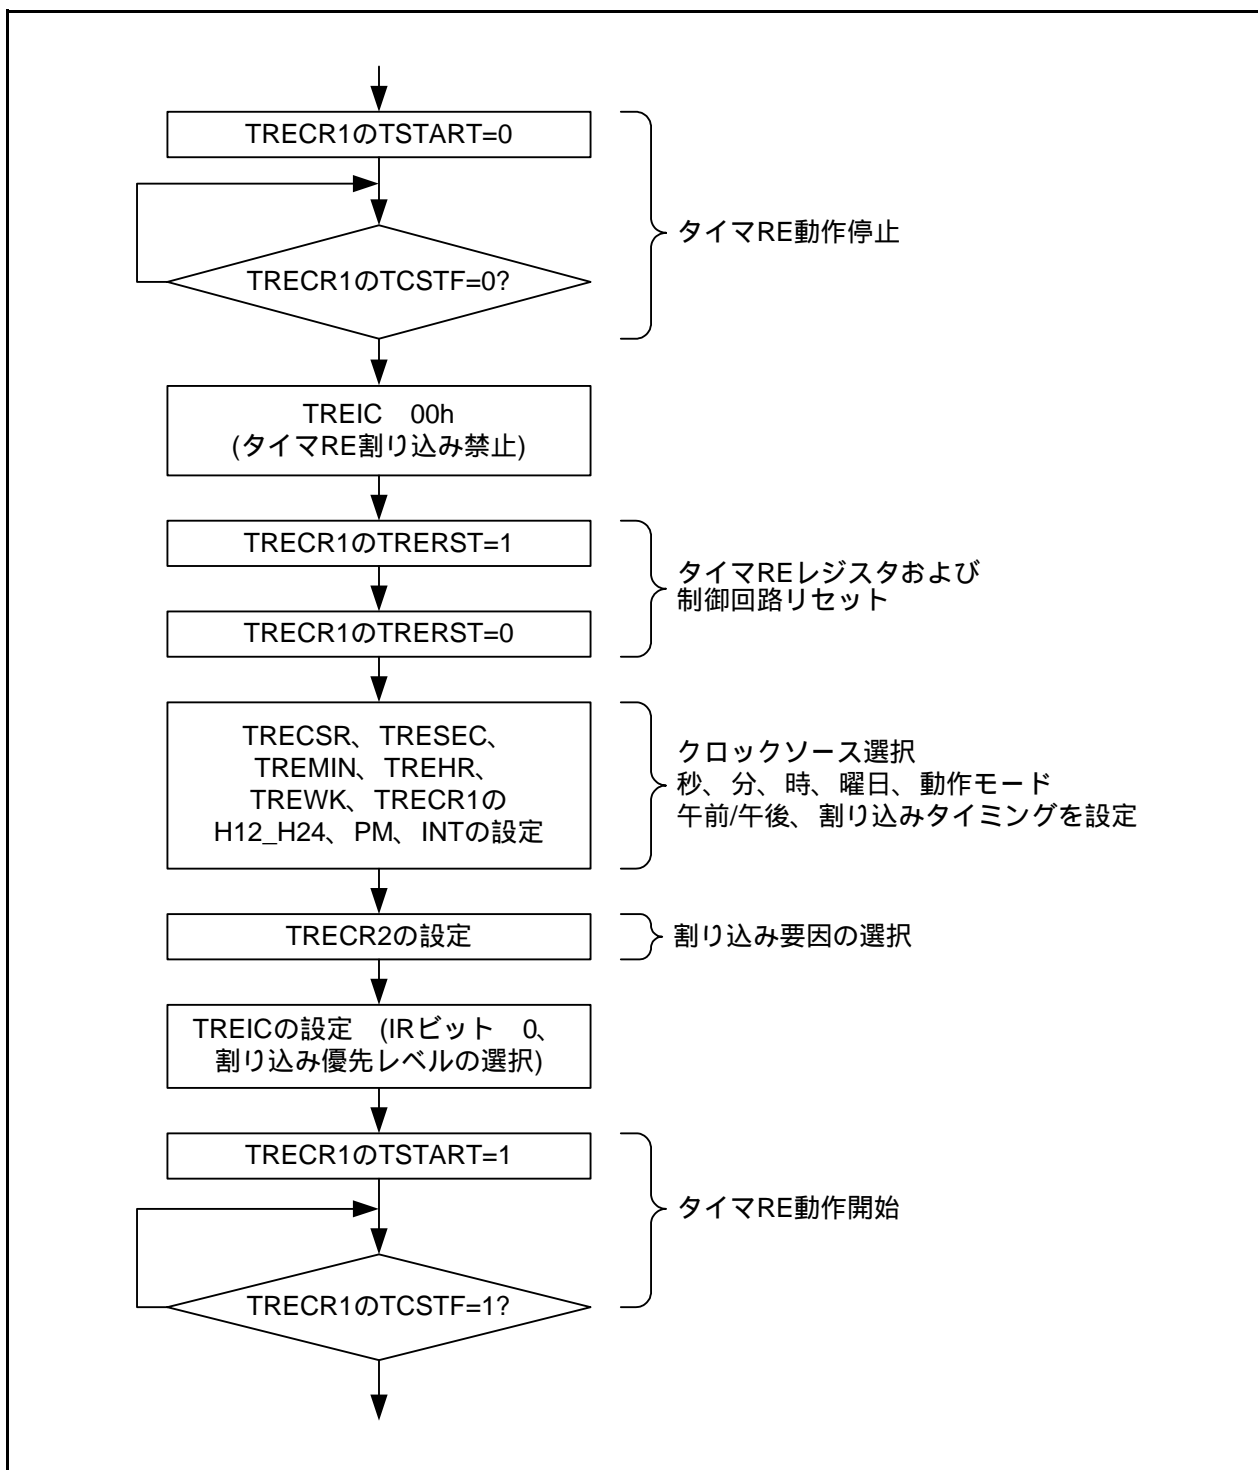 TRECR1のTSTART=0
TRECR1のTCSTF=0?
タイマRE動作停止
TREIC 00h
(タイマRE割り込み禁止)
TRECR1のTRERST=1
TRECR1のTRERST=0
タイマREレジスタおよび
制御回路リセット
TRECSR、TRESEC、
TREMIN、TREHR、
TREWK、TRECR1の
H12_H24、PM、INTの設定
クロックソース選択
秒、分、時、曜日、動作モード
午前/午後、割り込みタイミングを設定
TRECR2の設定
割り込み要因の選択
TREICの設定 (IRビット 0、
割り込み優先レベルの選択)
TRECR1のTSTART=1
TRECR1のTCSTF=1?
タイマRE動作開始